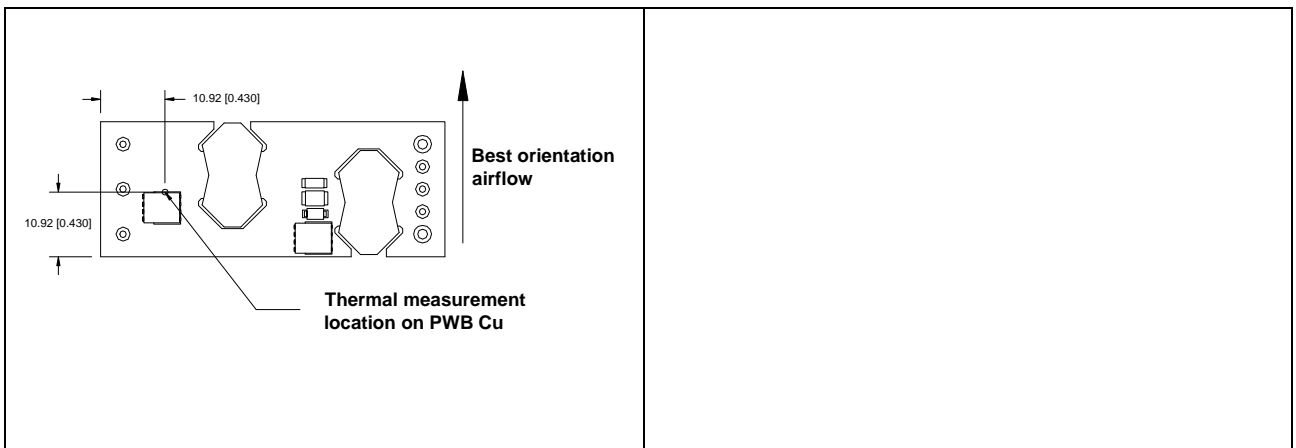 10.92 [0.430]
Best orientation
airflow
10.92 [0.430]
Thermal measurement
location on PWB Cu